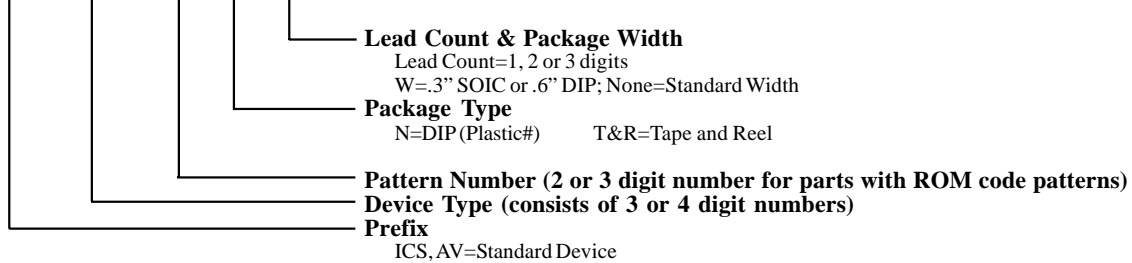 Lead Count & Package Width
Lead Count=1, 2 or 3 digits
W=.3” SOIC or .6” DIP; None=Standard Width
Package Type
N=DIP (Plastic#) T&R=Tape and Reel
Pattern Number (2 or 3 digit number for parts with ROM code patterns)
Device Type (consists of 3 or 4 digit numbers)
Prefix
ICS, AV=Standard Device